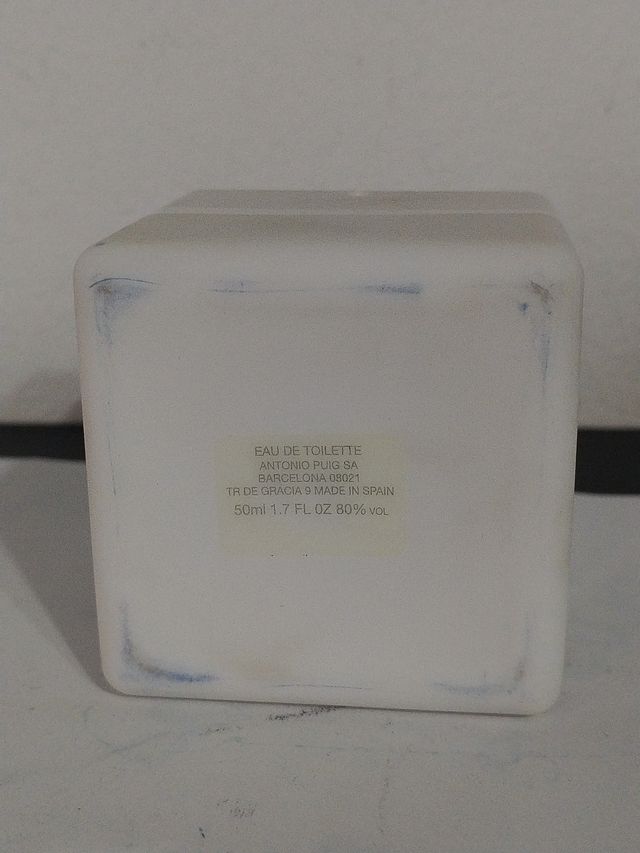 EAU DE TOILETTE
ANTONIO PUIG SA
BARCELONA 08021
TR DE GRACIA 9 MADE IN SPAIN
50ml 1.7 FL 0Z 80% VOL